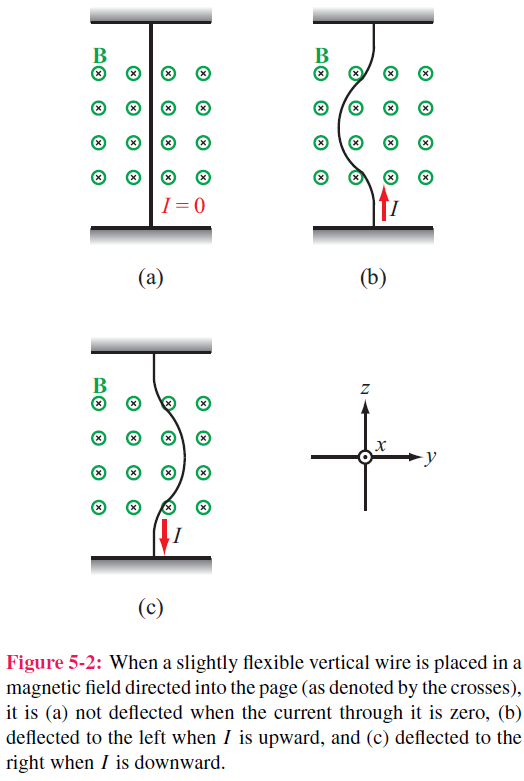 B
I = 0
(a)
B
I
(b)
B
I
(c)
z
x
y
Figure 5-2: When a slightly flexible vertical wire is placed in a
magnetic field directed into the page (as denoted by the crosses),
it is (a) not deflected when the current through it is zero, (b)
deflected to the left when I is upward, and (c) deflected to the
right when I is downward.